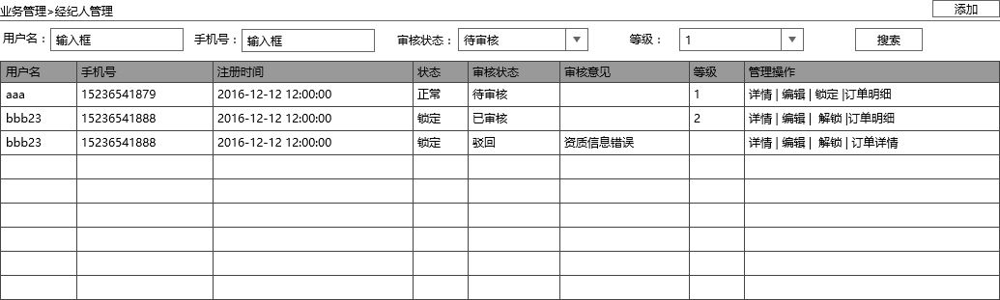 业务管理>经纪人管理 添加
用户名： 输入框 手机号： 输入框 审核状态： 待审核 等级： 1 搜索
用户名 手机号 注册时间 状态 审核状态 审核意见 等级 管理操作
aaa 15236541879 2016-12-12 12:00:00 正常 待审核 1 详情 | 编辑 | 锁定 |订单明细
bbb23 15236541888 2016-12-12 12:00:00 锁定 已审核 2 详情 | 编辑 | 解锁 |订单明细
bbb23 15236541888 2016-12-12 12:00:00 锁定 驳回 资质信息错误 详情 | 编辑 | 解锁 | 订单详情